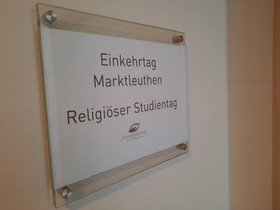 Einkehrtag
Marktleuthen
Religiöser Studientag